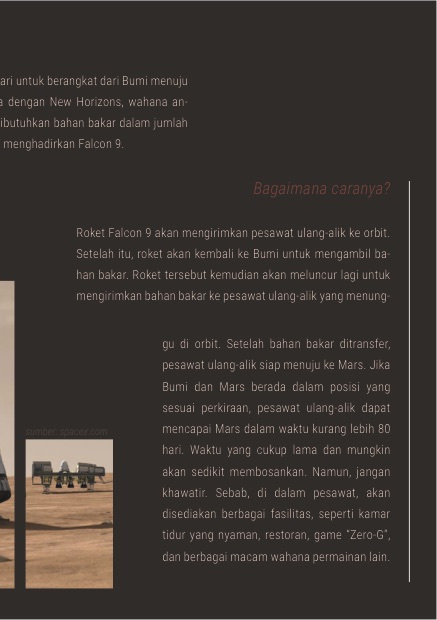 ari untuk berangkat dari Bumi menuju
a dengan New Horizons, wahana an-
ibutuhkan bahan bakar dalam jumlah
menghadirkan Falcon 9.
Bagaimana caranya?
Roket Falcon 9 akan mengirimkan pesawat ulang-alik ke orbit.
Setelah itu, roket akan kembali ke Bumi untuk mengambil ba-
han bakar. Roket tersebut kemudian akan meluncur lagi untuk
mengirimkan bahan bakar ke pesawat ulang-alik yang menung-
gu di orbit. Setelah bahan bakar ditransfer,
pesawat ulang-alik siap menuju ke Mars. Jika
Bumi dan Mars berada dalam posisi yang
sesuai perkiraan, pesawat ulang-alik dapat
mencapai Mars dalam waktu kurang lebih 80
sumber: spacex.com
hari. Waktu yang cukup lama dan mungkin
akan sedikit membosankan. Namun, jangan
khawatir. Sebab, di dalam pesawat, akan
disediakan berbagai fasilitas, seperti kamar
tidur yang nyaman, restoran, game "Zero-G",
dan berbagai macam wahana permainan lain.